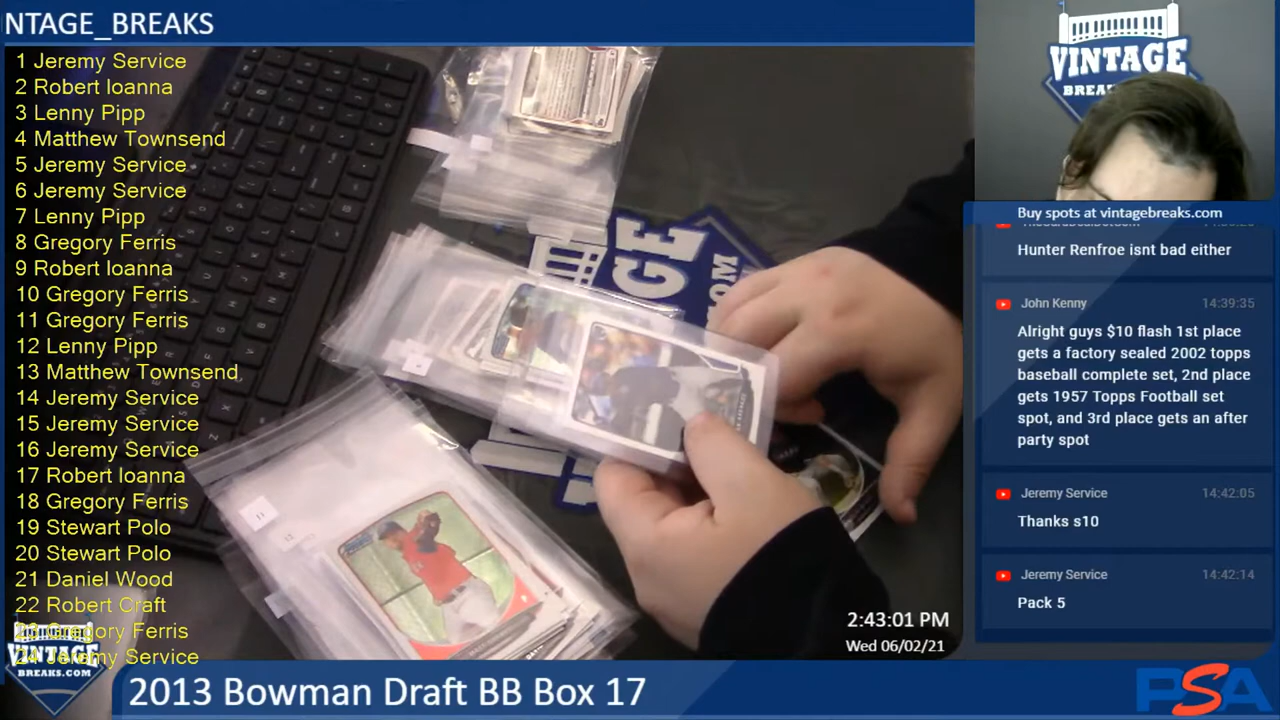 NTAGE_BREAKS
1 Jeremy Service
2 Robert Ioanna
3 Lenny Pipp
4 Matthew Townsend
5 Jeremy Service
6 Jeremy Service
7 Lenny Pipp
8 Gregory Ferris
9 Robert Ioanna
10 Gregory Ferris
11 Gregory Ferris
12 Lenny Pipp
13 Matthew Townsend
14 Jeremy Service
15 Jeremy Service
16 Jeremy Service
17 Robert Ioanna
18 Gregory Ferris
19 Stewart Polo
20 Stewart Polo
21 Daniel Wood
22 Robert Craft
23 Gregory Ferris
24 Jeremy Service
VINTAGE
BREAKS.COM
2013 Bowman Draft BB Box 17
11
12
2:43:01 PM
Wed 06/02/21
VINTAGE
BREA
Buy spots at vintagebreaks.com
Hunter Renfroe isnt bad either
John Kenny 14:39:35
Alright guys $10 flash 1st place
gets a factory sealed 2002 topps
baseball complete set, 2nd place
gets 1957 Topps Football set
spot, and 3rd place gets an after
party spot
Jeremy Service 14:42:05
Thanks s10
Jeremy Service 14:42:14
Pack 5
PSA